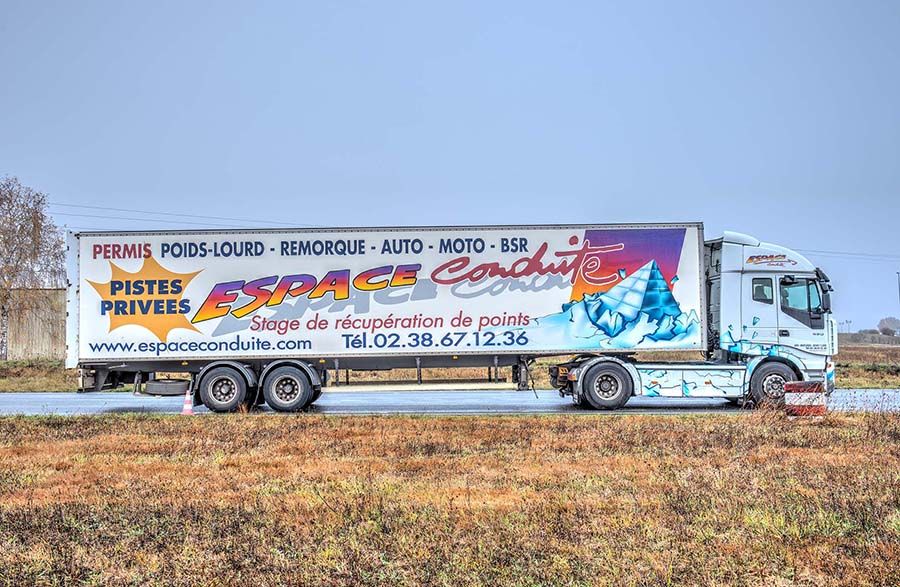 PERMIS POIDS-LOURD - REMORQUE - AUTO - MOTO - BSR
PISTES
PRIVEES
ESPACE Conduite
Stage de récupération de points
www.espaceconduite.com Tél.02.38.67.12.36